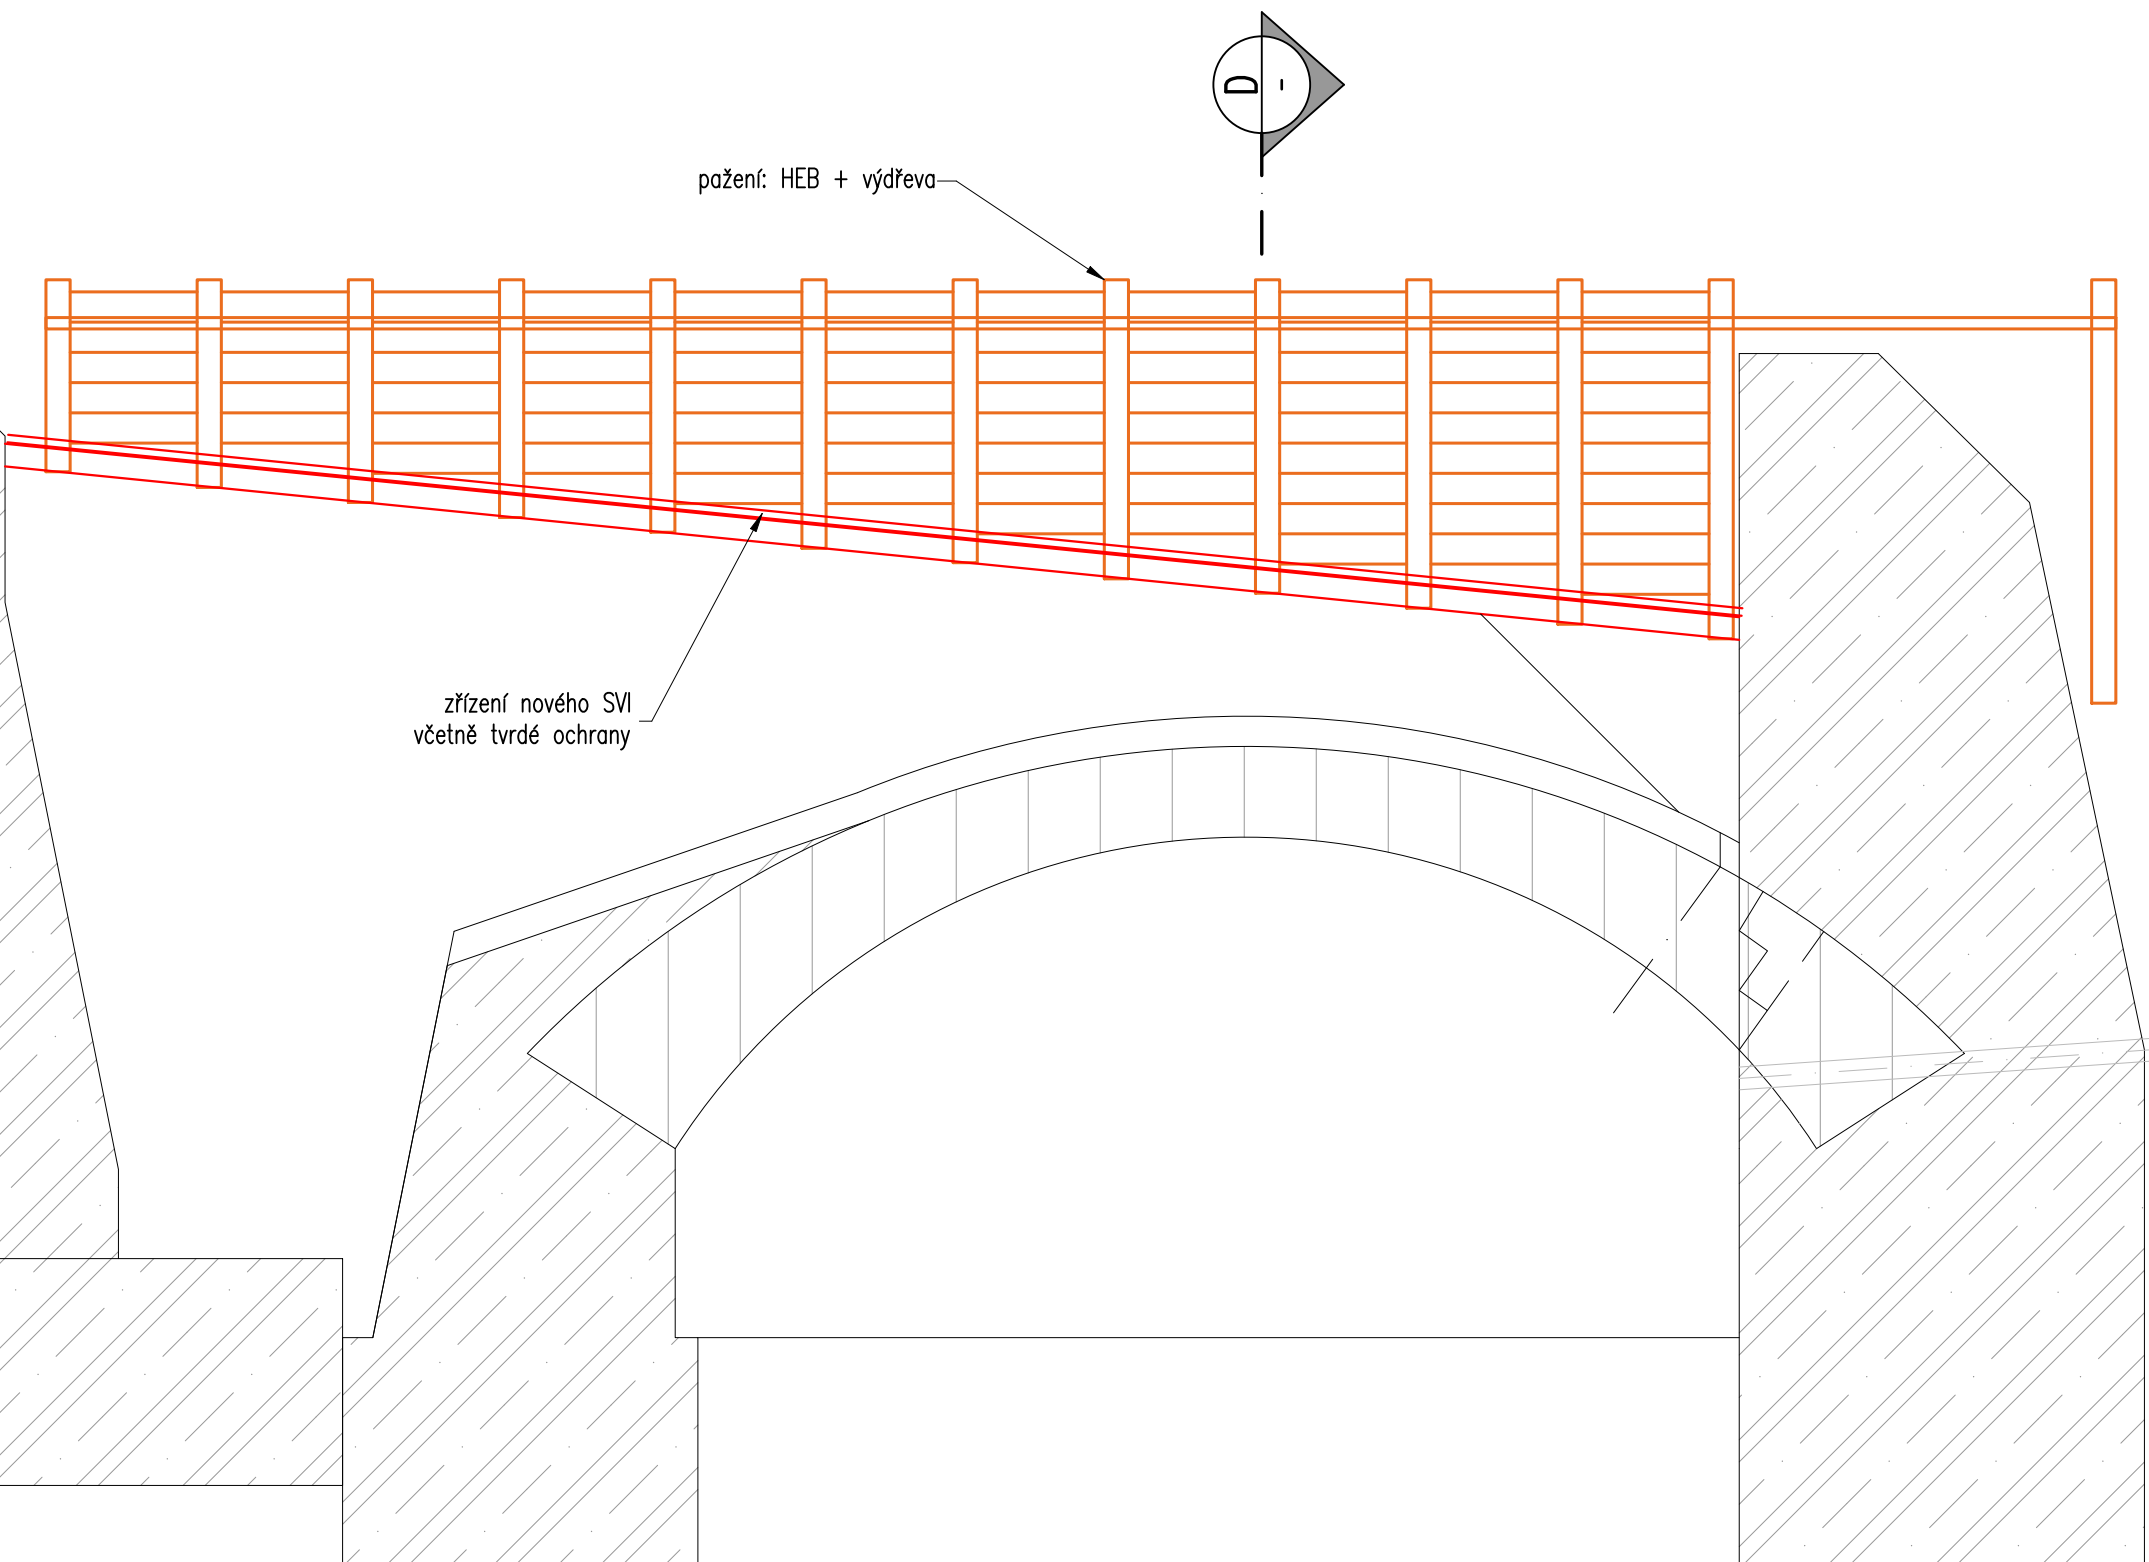 D
-
pažení: HEB + výdřeva
zřízení nového SVI
včetně tvrdé ochrany